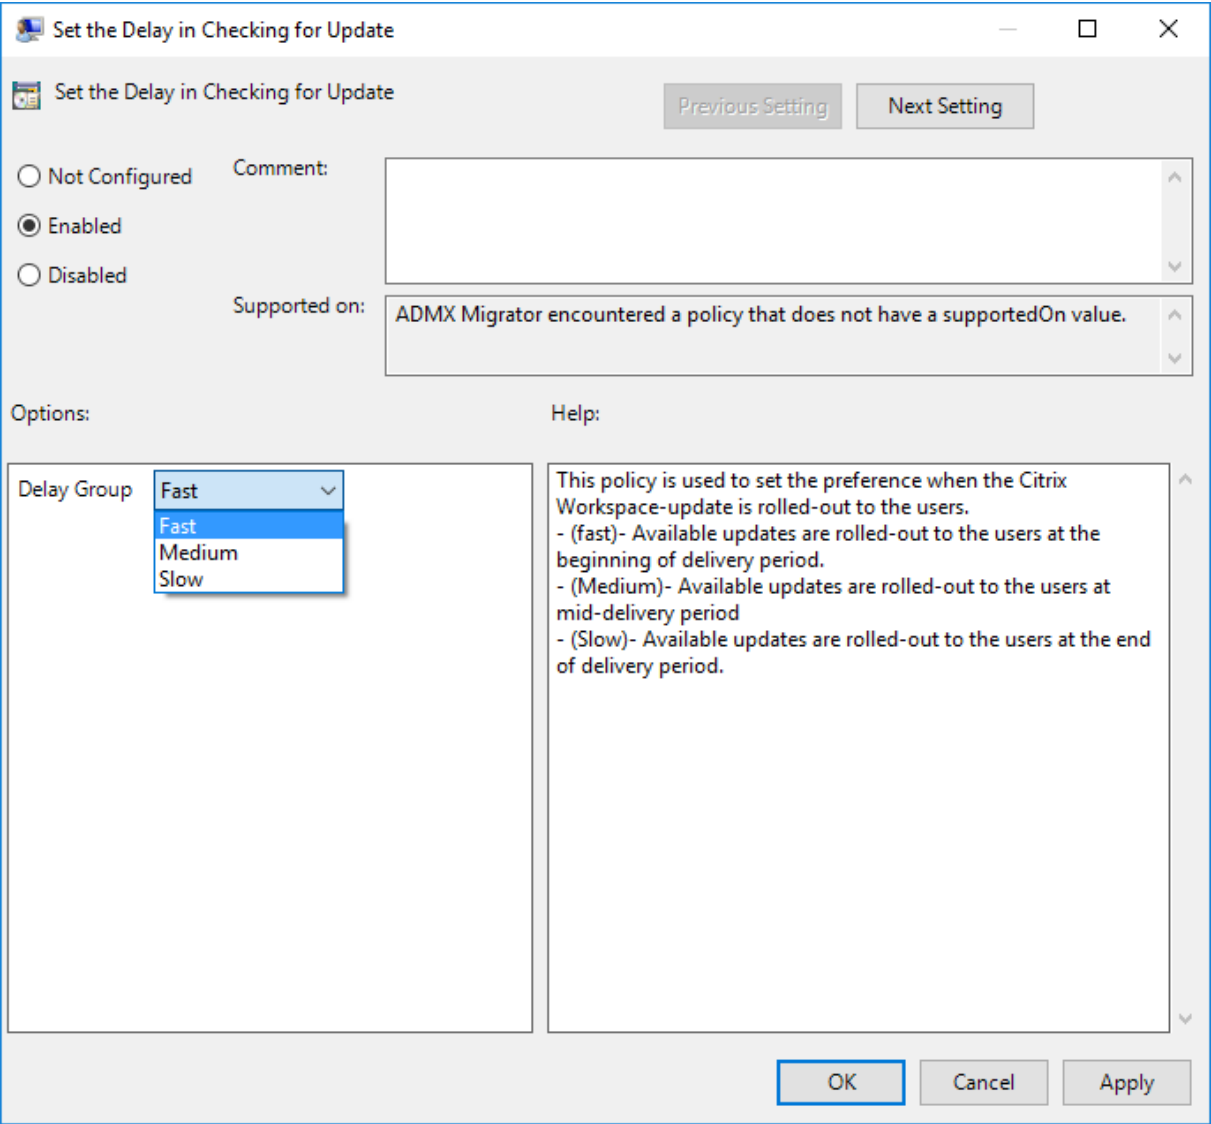 Set the Delay in Checking for Update
Set the Delay in Checking for Update
Previous Setting
Next Setting
Not Configured
Enabled
Disabled
Comment:
Supported on:
ADMX Migrator encountered a policy that does not have a supportedOn value.
Options:
Help:
Delay Group
Fast
Fast
Medium
Slow
This policy is used to set the preference when the Citrix
Workspace-update is rolled-out to the users.
- (fast)- Available updates are rolled-out to the users at the
beginning of delivery period.
- (Medium)- Available updates are rolled-out to the users at
mid-delivery period
- (Slow)- Available updates are rolled-out to the users at the end
of delivery period.
OK
Cancel
Apply